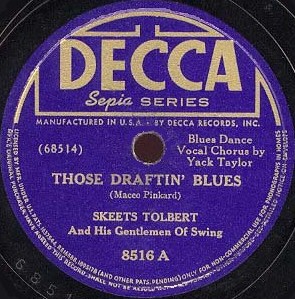 DECCA
Sepia SERIES
MANUFACTURED IN U.S.A. - BY DECCA RECORDS, INC.
(68514)
Blues Dance
Vocal Chorus by
Yack Taylor
THOSE DRAFTIN' BLUES
(Maceo Pinkard)
SKEETS TOLBERT
And His Gentlemen Of Swing
8516 A